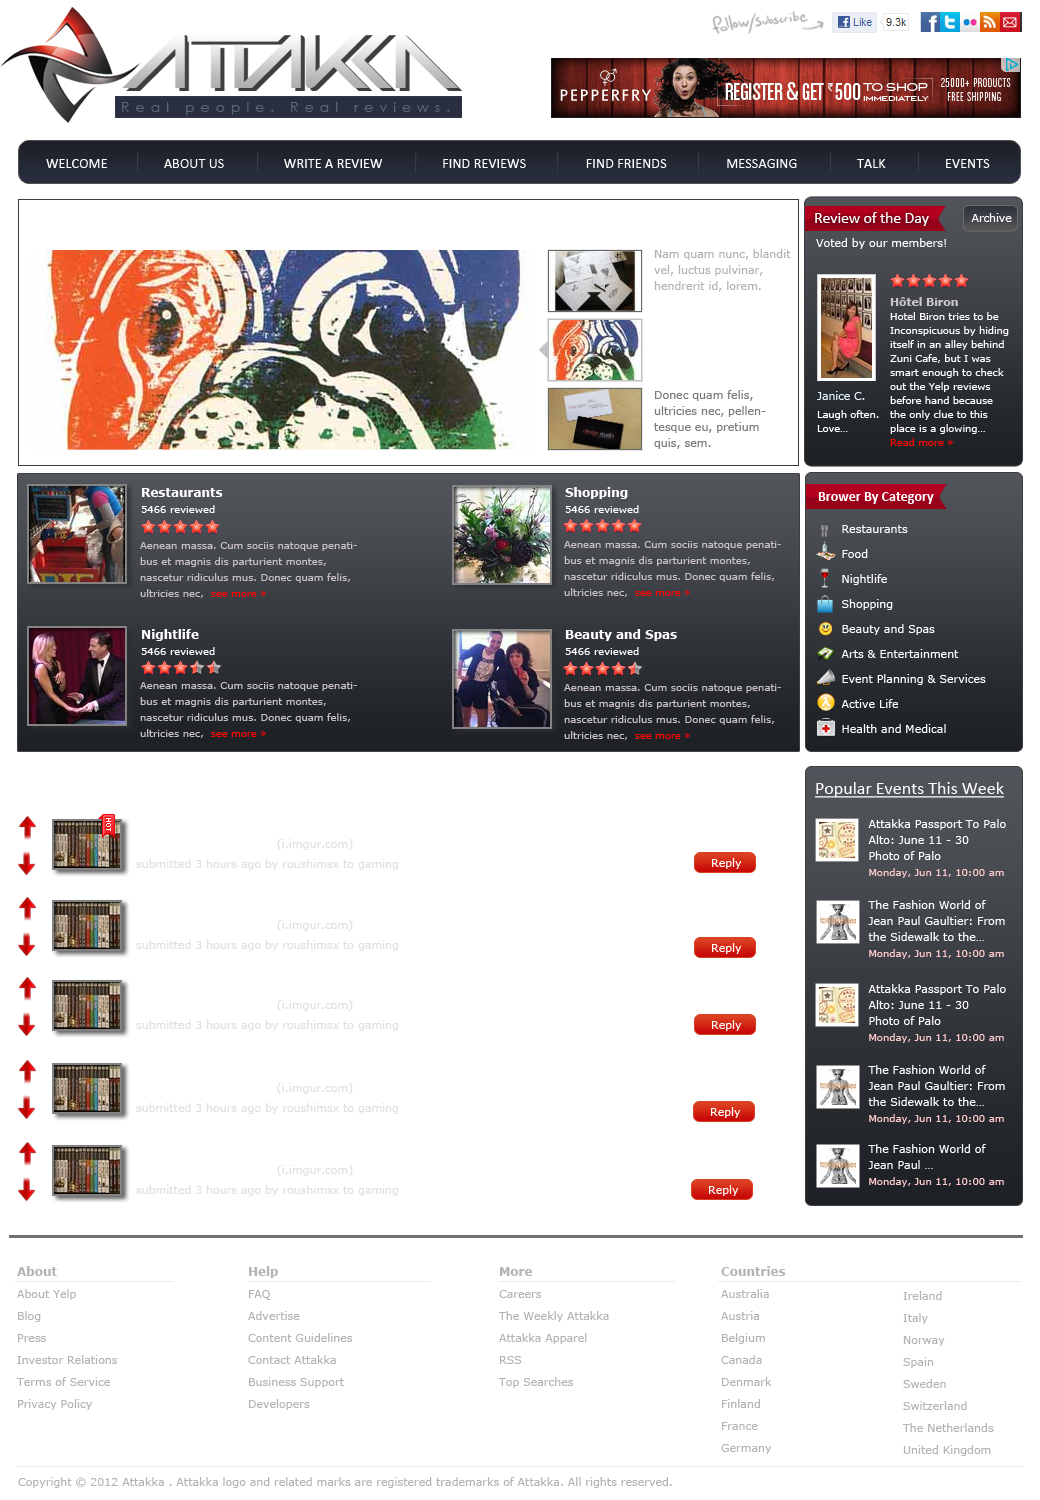 ATTAKKA
Real people. Real reviews.
Follow/Subscribe
Like
9.3k
PEPPERFRY
REGISTER & GET ₹500 TO SHOP IMMEDIATELY
25000+ PRODUCTS
FREE SHIPPING
WELCOME
ABOUT US
WRITE A REVIEW
FIND REVIEWS
FIND FRIENDS
MESSAGING
TALK
EVENTS
Nam quam nunc, blandit
vel, luctus pulvinar,
hendrerit id, lorem.
Donec quam felis,
ultricies nec, pellen-
tesque eu, pretium
quis, sem.
Review of the Day
Archive
Voted by our members!
Hôtel Biron
Hotel Biron tries to be
Inconspicuous by hiding
itself in an alley behind
Zuni Cafe, but I was
smart enough to check
out the Yelp reviews
before hand because
the only clue to this
place is a glowing...
Read more »
Janice C.
Laugh often.
Love...
Restaurants
5466 reviewed
Aenean massa. Cum sociis natoque penati-
bus et magnis dis parturient montes,
nascetur ridiculus mus. Donec quam felis,
ultricies nec, see more »
Shopping
5466 reviewed
Aenean massa. Cum sociis natoque penati-
bus et magnis dis parturient montes,
nascetur ridiculus mus. Donec quam felis,
ultricies nec, see more »
Nightlife
5466 reviewed
Aenean massa. Cum sociis natoque penati-
bus et magnis dis parturient montes,
nascetur ridiculus mus. Donec quam felis,
ultricies nec, see more »
Beauty and Spas
5466 reviewed
Aenean massa. Cum sociis natoque penati-
bus et magnis dis parturient montes,
nascetur ridiculus mus. Donec quam felis,
ultricies nec, see more »
Brower By Category
Restaurants
Food
Nightlife
Shopping
Beauty and Spas
Arts & Entertainment
Event Planning & Services
Active Life
Health and Medical
HOT
(i.imgur.com)
submitted 3 hours ago by roushimsx to gaming
Reply
(i.imgur.com)
submitted 3 hours ago by roushimsx to gaming
Reply
(i.imgur.com)
submitted 3 hours ago by roushimsx to gaming
Reply
(i.imgur.com)
submitted 3 hours ago by roushimsx to gaming
Reply
(i.imgur.com)
submitted 3 hours ago by roushimsx to gaming
Reply
Popular Events This Week
Attakka Passport To Palo
Alto: June 11 - 30
Photo of Palo
Monday, Jun 11, 10:00 am
The Fashion World of
Jean Paul Gaultier: From
the Sidewalk to the...
Monday, Jun 11, 10:00 am
Attakka Passport To Palo
Alto: June 11 - 30
Photo of Palo
Monday, Jun 11, 10:00 am
The Fashion World of
Jean Paul Gaultier: From
the Sidewalk to the...
Monday, Jun 11, 10:00 am
The Fashion World of
Jean Paul ...
Monday, Jun 11, 10:00 am
About
About Yelp
Blog
Press
Investor Relations
Terms of Service
Privacy Policy
Help
FAQ
Advertise
Content Guidelines
Contact Attakka
Business Support
Developers
More
Careers
The Weekly Attakka
Attakka Apparel
RSS
Top Searches
Countries
Australia
Austria
Belgium
Canada
Denmark
Finland
France
Germany
Ireland
Italy
Norway
Spain
Sweden
Switzerland
The Netherlands
United Kingdom
Copyright © 2012 Attakka . Attakka logo and related marks are registered trademarks of Attakka. All rights reserved.